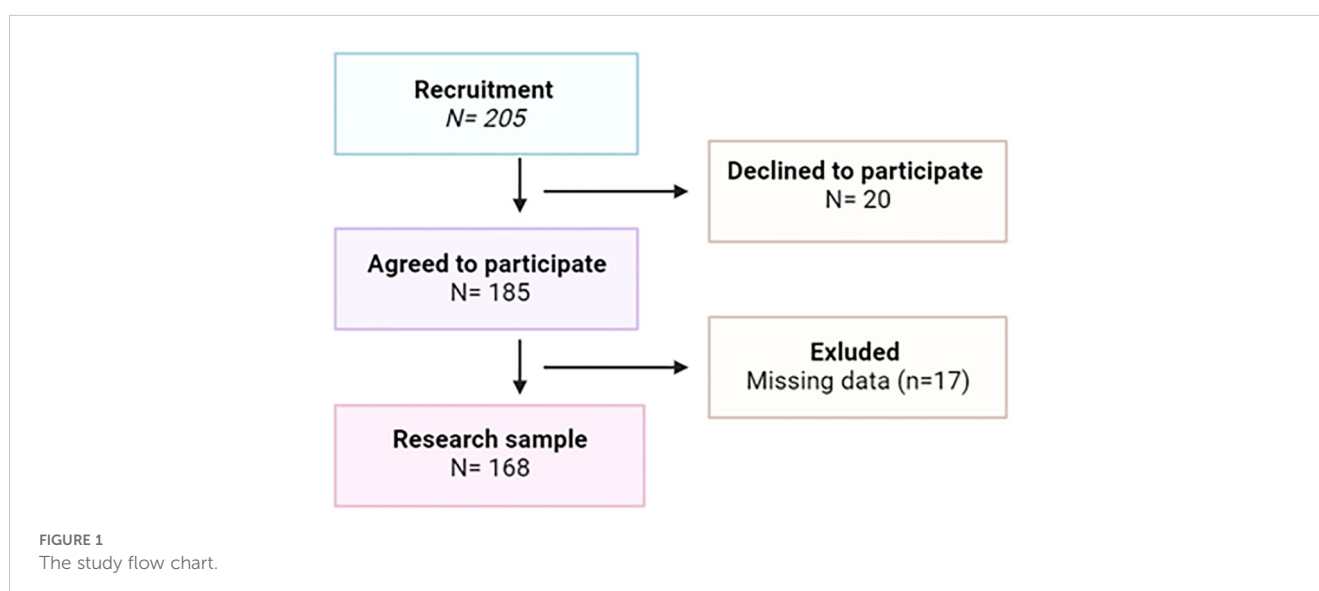 Recruitment
N= 205
Declined to participate
N= 20
Agreed to participate
N= 185
Exluded
Missing data (n=17)
Research sample
N= 168
FIGURE 1
The study flow chart.